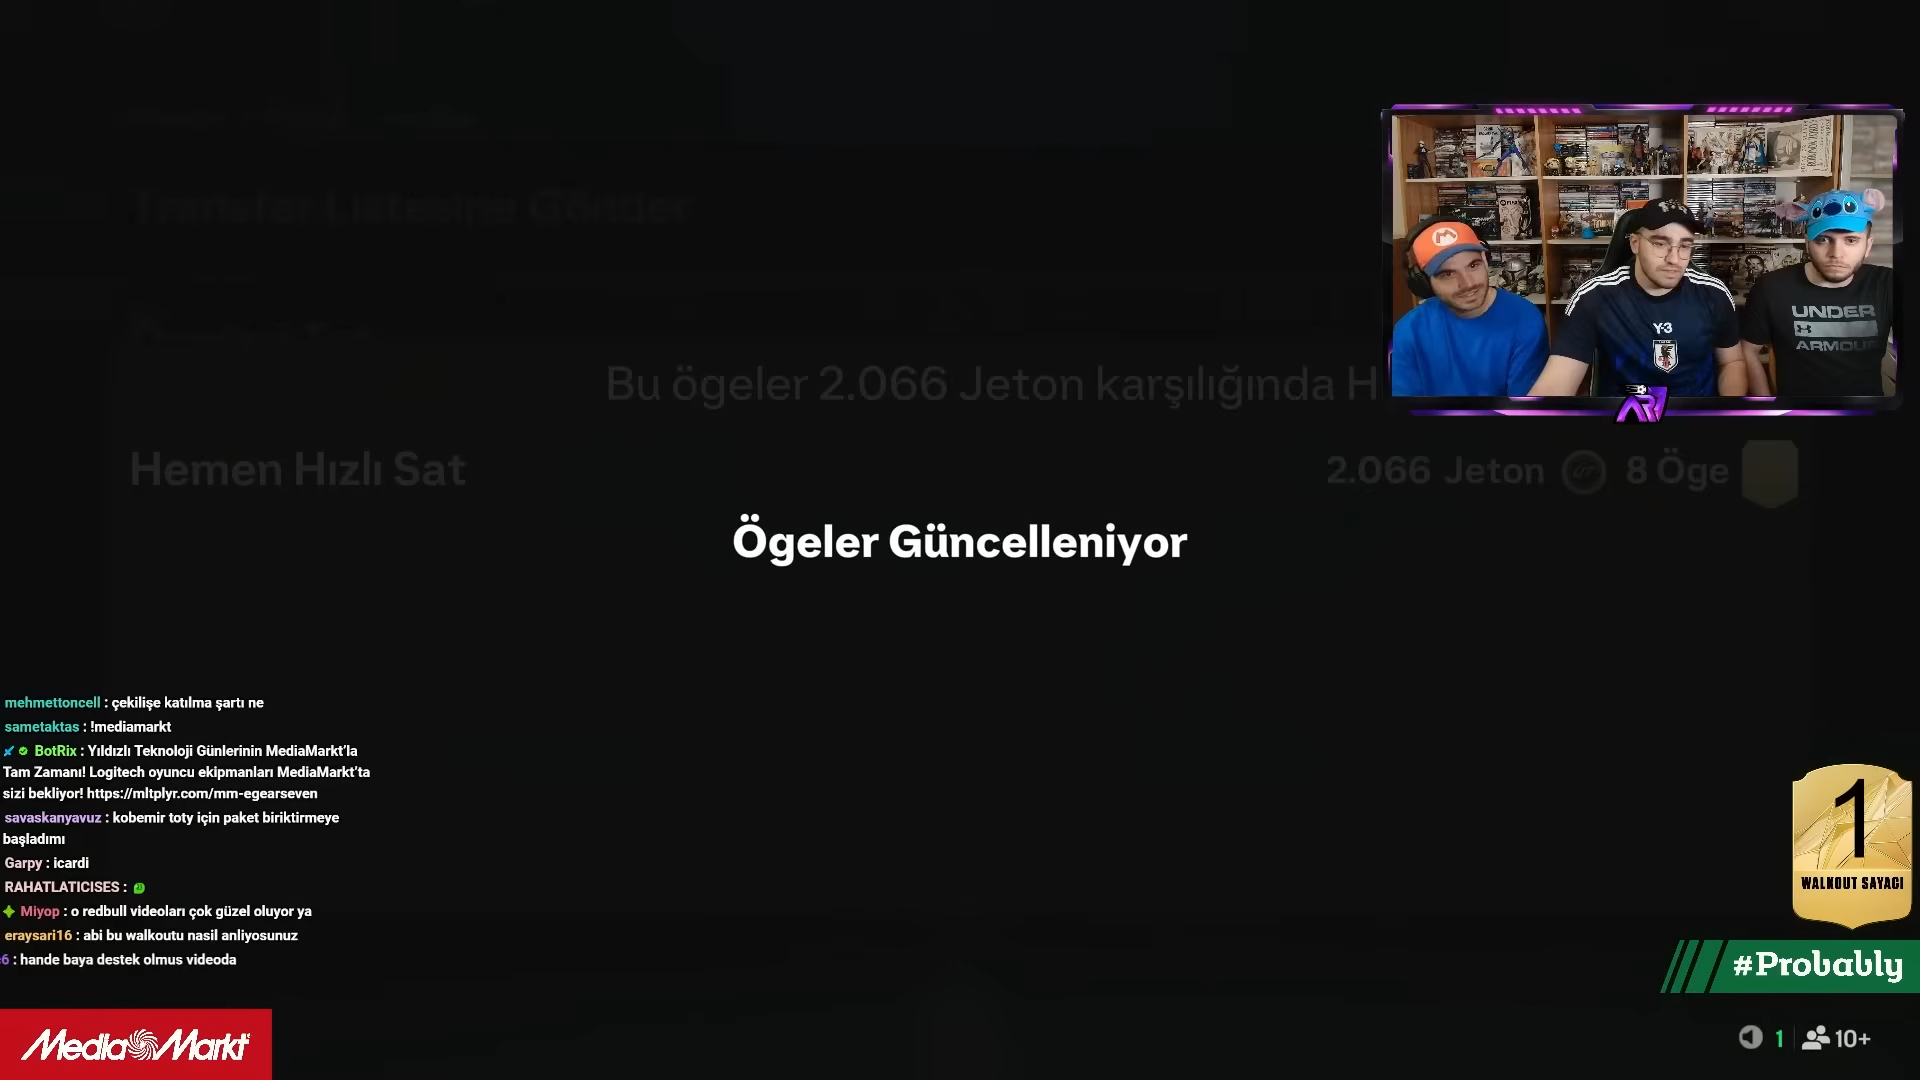 Transfer Listesine Gönder
Bu ögeler 2.066 Jeton karşılığında H
Hemen Hızlı Sat
2.066 Jeton
8 Öge
Ögeler Güncelleniyor
Y-3
UNDER
ARMOUR
mehmettoncell : çekilişe katılma şartı ne
sametaktas : !mediamarkt
BotRix : Yıldızlı Teknoloji Günlerinin MediaMarkt'la
Tam Zamanı! Logitech oyuncu ekipmanları MediaMarkt'ta
sizi bekliyor! https://mltplyr.com/mm-egearseven
savaskanyavuz : kobemir toty için paket biriktirmeye
başladımı
Garpy : icardi
RAHATLATICISES :
Miyop : o redbull videoları çok güzel oluyor ya
eraysari16 : abi bu walkoutu nasil anliyosunuz
6 : hande baya destek olmus videoda
1
WALKOUT SAYACI
#Probably
MediaMarkt
1
10+